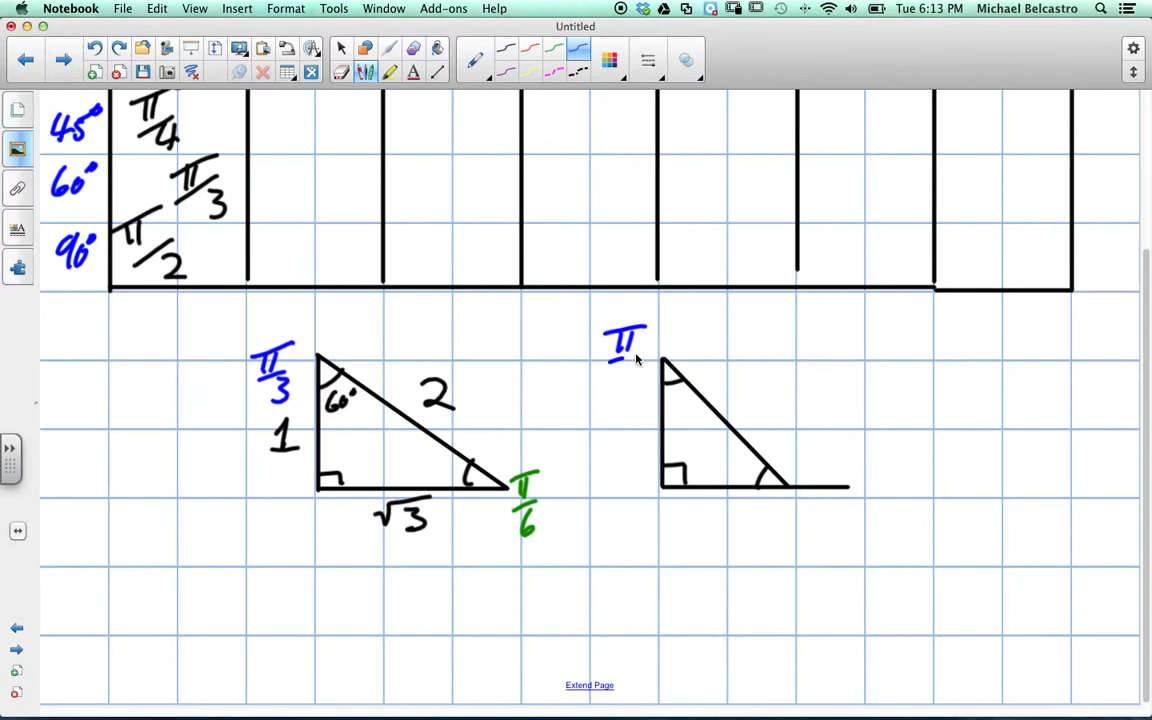 Notebook File Edit View Insert Format Tools Window Add-ons Help Tue 6:13 PM Michael Belcastro
Untitled
45° π/4
60° π/3
90° π/2
π/3 60° 2 π
1
√3 π/6
Extend Page